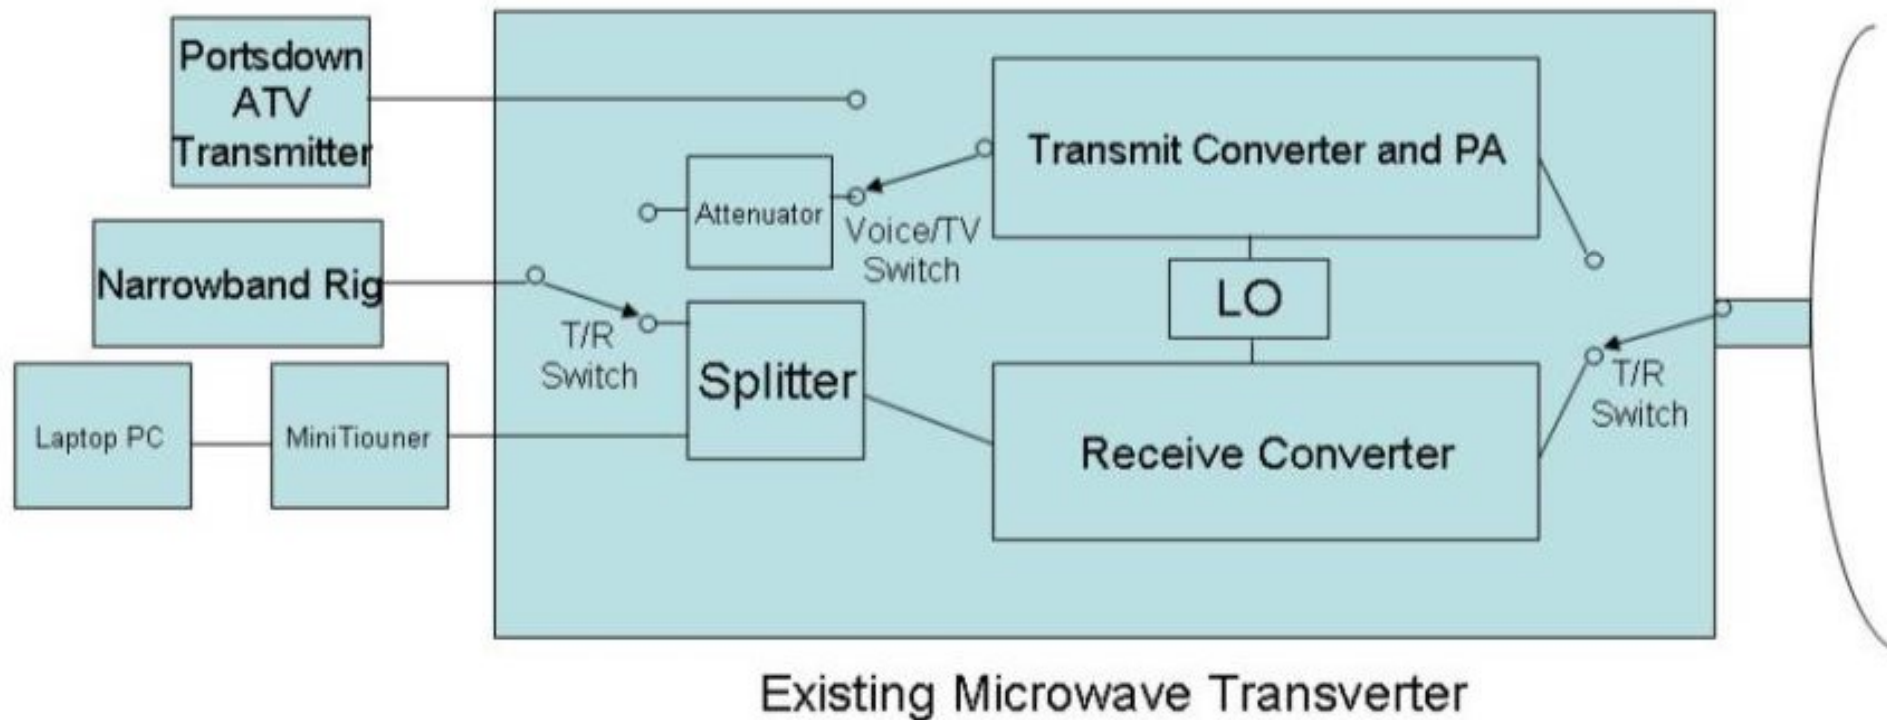 Portsdown
ATV
Transmitter
Transmit Converter and PA
Attenuator
Voice/TV
Switch
Narrowband Rig
LO
T/R
Switch
Splitter
T/R
Switch
Laptop PC
MiniTiouner
Receive Converter
Existing Microwave Transverter